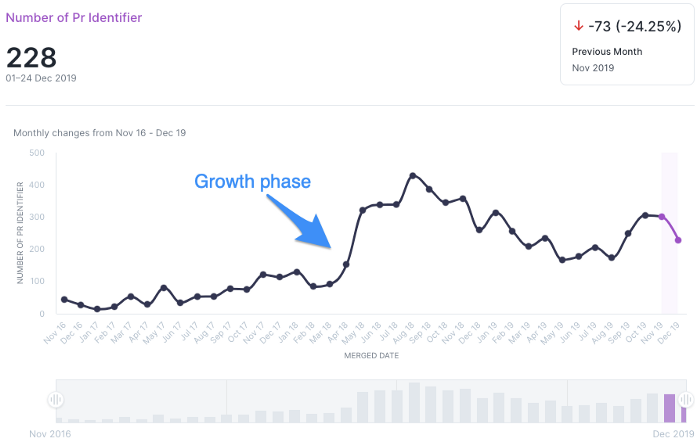 Number of Pr Identifier
228
01–24 Dec 2019
-73 (-24.25%)
Previous Month
Nov 2019
Monthly changes from Nov 16 - Dec 19
Growth phase
NUMBER OF PR IDENTIFIER
500
400
300
200
100
0
Nov 16
Dec 16
Jan 17
Feb 17
Mar 17
Apr 17
May 17
Jun 17
Jul 17
Aug 17
Sep 17
Oct 17
Nov 17
Dec 17
Jan 18
Feb 18
Mar 18
Apr 18
May 18
Jun 18
Jul 18
Aug 18
Sep 18
Oct 18
Nov 18
Dec 18
Jan 19
Feb 19
Mar 19
Apr 19
May 19
Jun 19
Jul 19
Aug 19
Sep 19
Oct 19
Nov 19
Dec 19
MERGED DATE
Nov 2016
Dec 2019